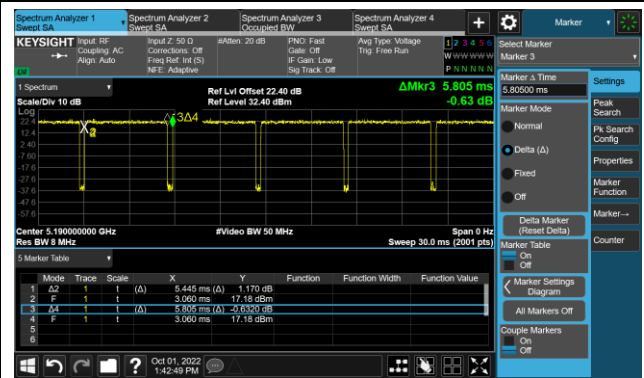 Spectrum Analyzer 1
Swept SA
Spectrum Analyzer 2
Swept SA
Spectrum Analyzer 3
Occupied BW
Spectrum Analyzer 4
Swept SA
+
Marker
KEYSIGHT
Input: RF
Coupling: AC
Align: Auto
Input Z: 50 Ω
Corrections: Off
Freq Ref: Int (S)
NFE: Adaptive
#Atten: 20 dB
PNO: Fast
Gate: Off
IF Gain: Low
Sig Track: Off
Avg Type: Voltage
Trig: Free Run
1 2 3 4 5 6
W W W W W W
P N N N N N
LXI
Select Marker
Marker 3
Marker Δ Time
5.80500 ms
Settings
Peak Search
Pk Search Config
Properties
Marker Function
Marker→
Counter
Marker Mode
Normal
Delta (Δ)
Fixed
Off
Delta Marker
(Reset Delta)
Marker Table
On
Off
Marker Settings
Diagram
All Markers Off
Couple Markers
On
Off
1 Spectrum
Scale/Div 10 dB
Log
Ref Lvl Offset 22.40 dB
Ref Level 32.40 dBm
ΔMkr3 5.805 ms
-0.63 dB
22.4
12.4
2.40
-7.60
-17.6
-27.6
-37.6
-47.6
-57.6
X2
3Δ4
Center 5.190000000 GHz
Res BW 8 MHz
#Video BW 50 MHz
Span 0 Hz
Sweep 30.0 ms (2001 pts)
5 Marker Table
Mode Trace Scale X Y Function Function Width Function Value
1 Δ2 1 t (Δ) 5.445 ms (Δ) 1.170 dB
2 F 1 t 3.060 ms 17.18 dBm
3 Δ4 1 t (Δ) 5.805 ms (Δ) -0.6320 dB
4 F 1 t 3.060 ms 17.18 dBm
5
6
?
Oct 01, 2022
1:42:49 PM